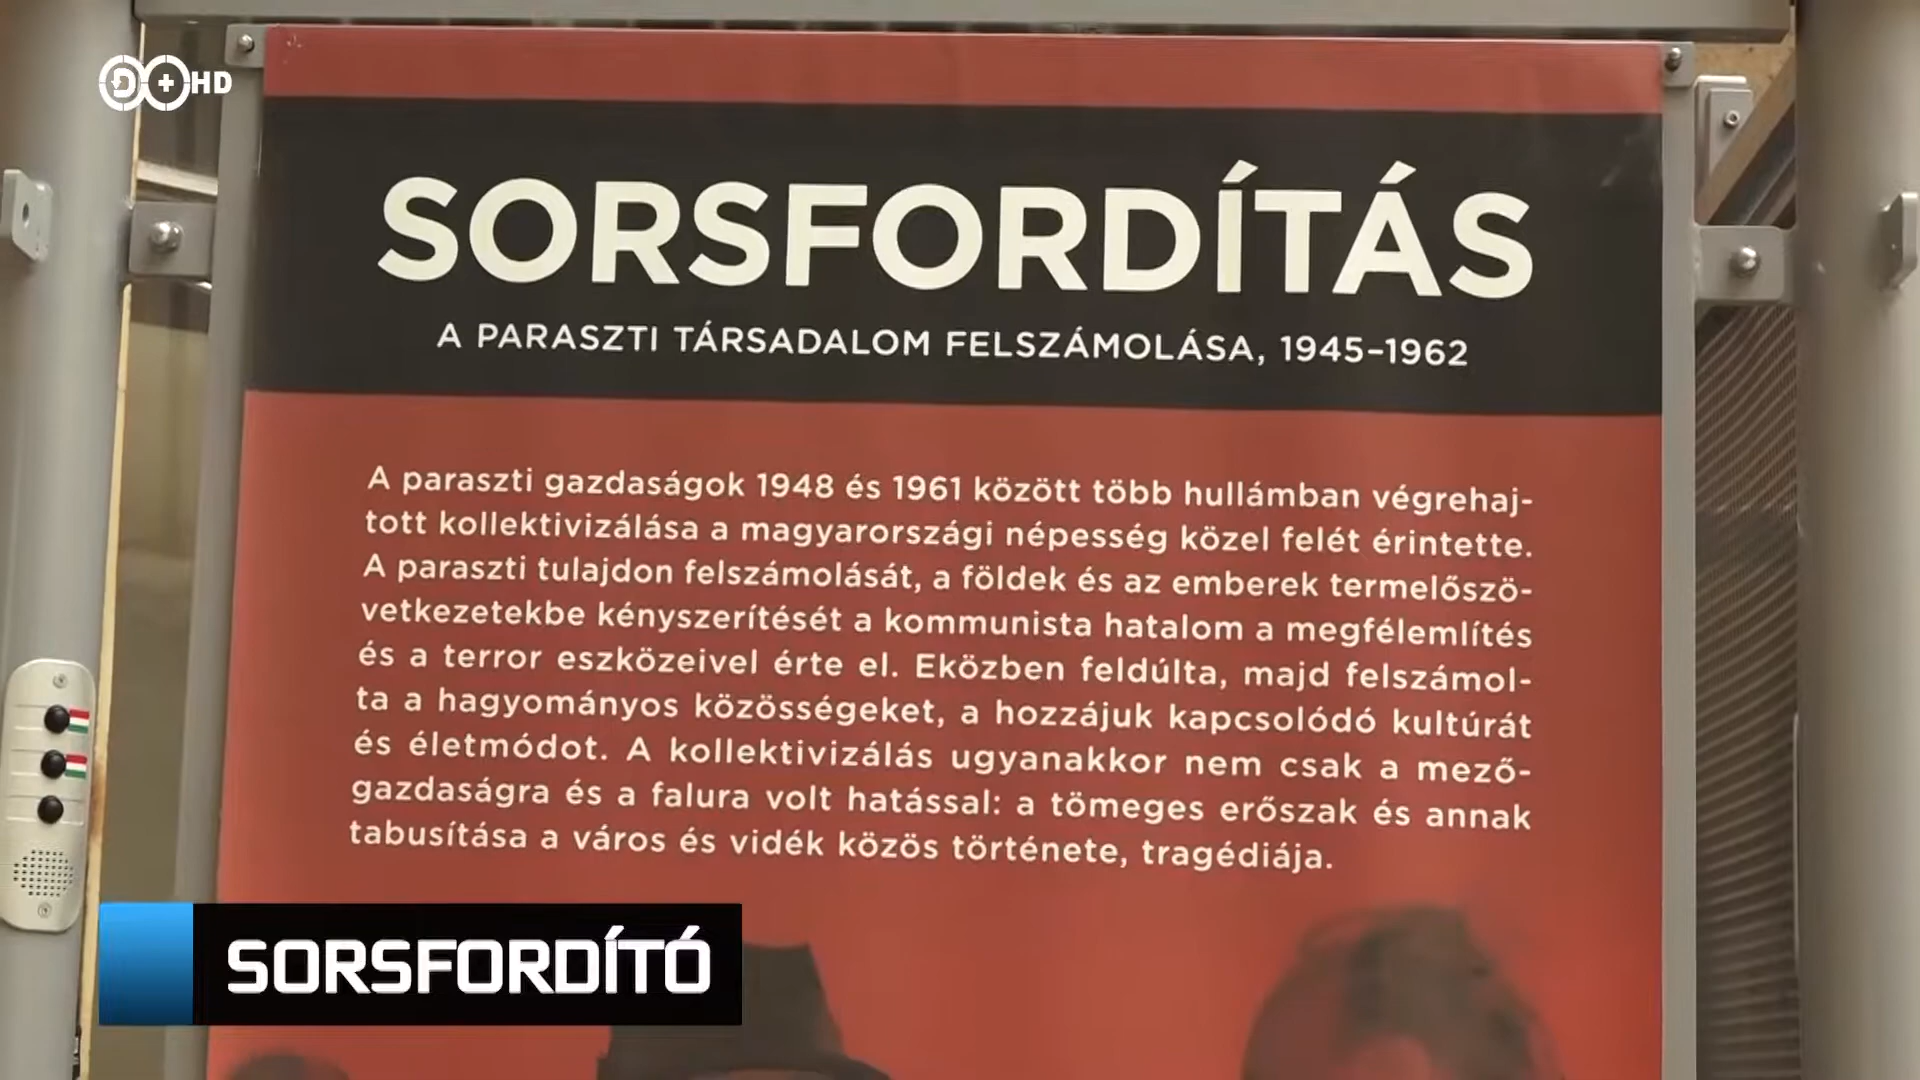 D+HD
SORSFORDÍTÁS
A PARASZTI TÁRSADALOM FELSZÁMOLÁSA, 1945–1962
A paraszti gazdaságok 1948 és 1961 között több hullámban végrehaj-
tott kollektivizálása a magyarországi népesség közel felét érintette.
A paraszti tulajdon felszámolását, a földek és az emberek termelőszö-
vetkezetekbe kényszerítését a kommunista hatalom a megfélemlítés
és a terror eszközeivel érte el. Eközben feldúlta, majd felszámol-
ta a hagyományos közösségeket, a hozzájuk kapcsolódó kultúrát
és életmódot. A kollektivizálás ugyanakkor nem csak a mező-
gazdaságra és a falura volt hatással: a tömeges erőszak és annak
tabusítása a város és vidék közös története, tragédiája.
SORSFORDÍTÓ